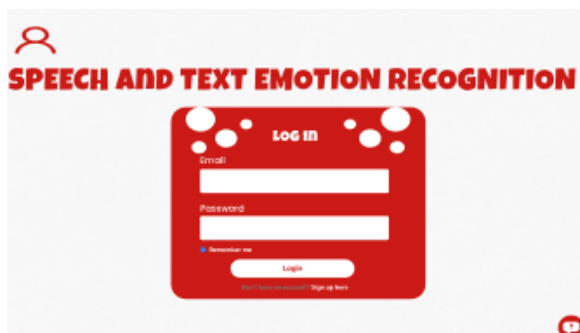 SPEECH AND TEXT EMOTION RECOGNITION
LOG IN
Email
Password
Remember me
Login
Don't have an account? Sign up here